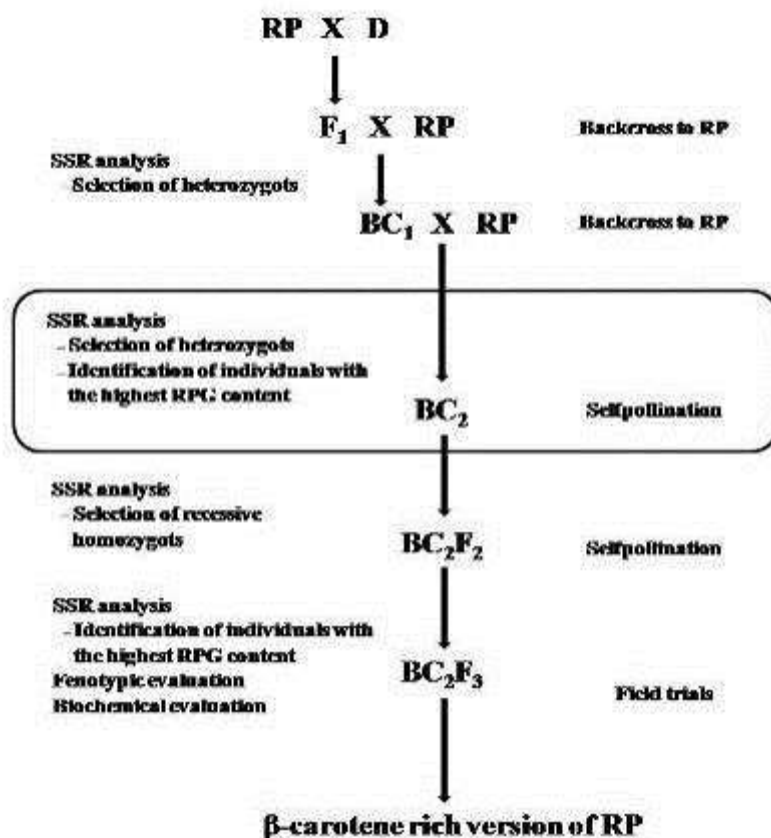 RP X D
F₁ X RP
Backcross to RP
SSR analysis
- Selection of heterozygots
BC₁ X RP
Backcross to RP
SSR analysis
- Selection of heterozygots
- Identification of individuals with
the highest RPG content
BC₂
Selfpollination
SSR analysis
- Selection of recessive
homozygots
BC₂F₂
Selfpollination
SSR analysis
- Identification of individuals with
the highest RPG content
Fenotypic evaluation
Biochemical evaluation
BC₂F₃
Field trials
β-carotene rich version of RP